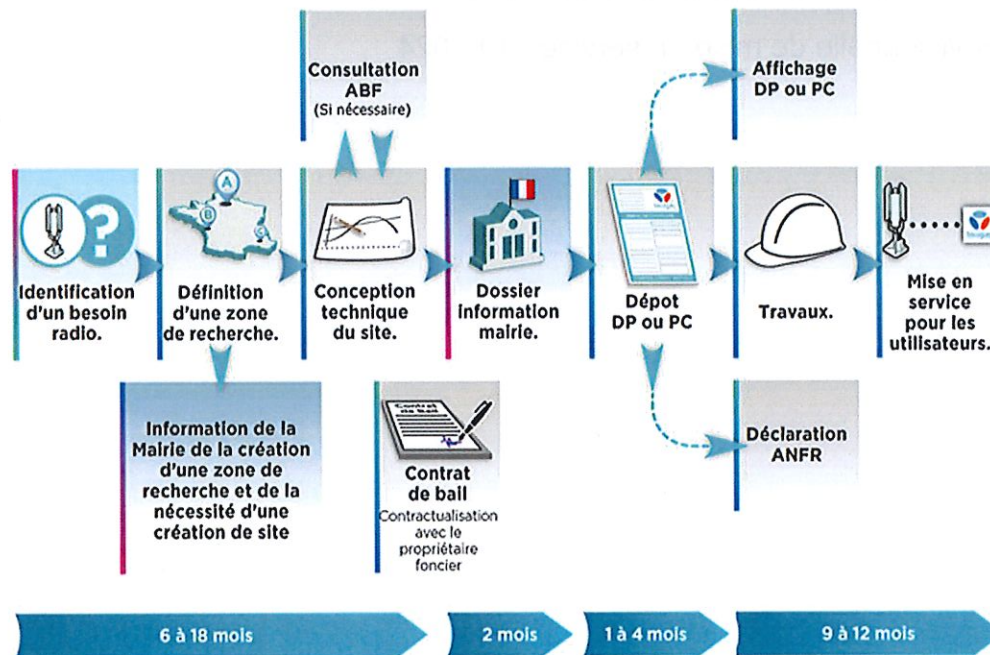 Consultation
ABF
(Si nécessaire)
Affichage
DP ou PC
A
B
C
Identification
d'un besoin
radio.
Définition
d'une zone
de recherche.
Conception
technique
du site.
Dossier
information
mairie.
Dépot
DP ou PC
Travaux.
Mise en
service
pour les
utilisateurs.
Information de la
Mairie de la création
d'une zone de
recherche et de la
nécessité d'une
création de site
Contrat
de Bail
Contrat
de bail
Contractualisation
avec le
propriétaire
foncier
Déclaration
ANFR
6 à 18 mois
2 mois
1 à 4 mois
9 à 12 mois